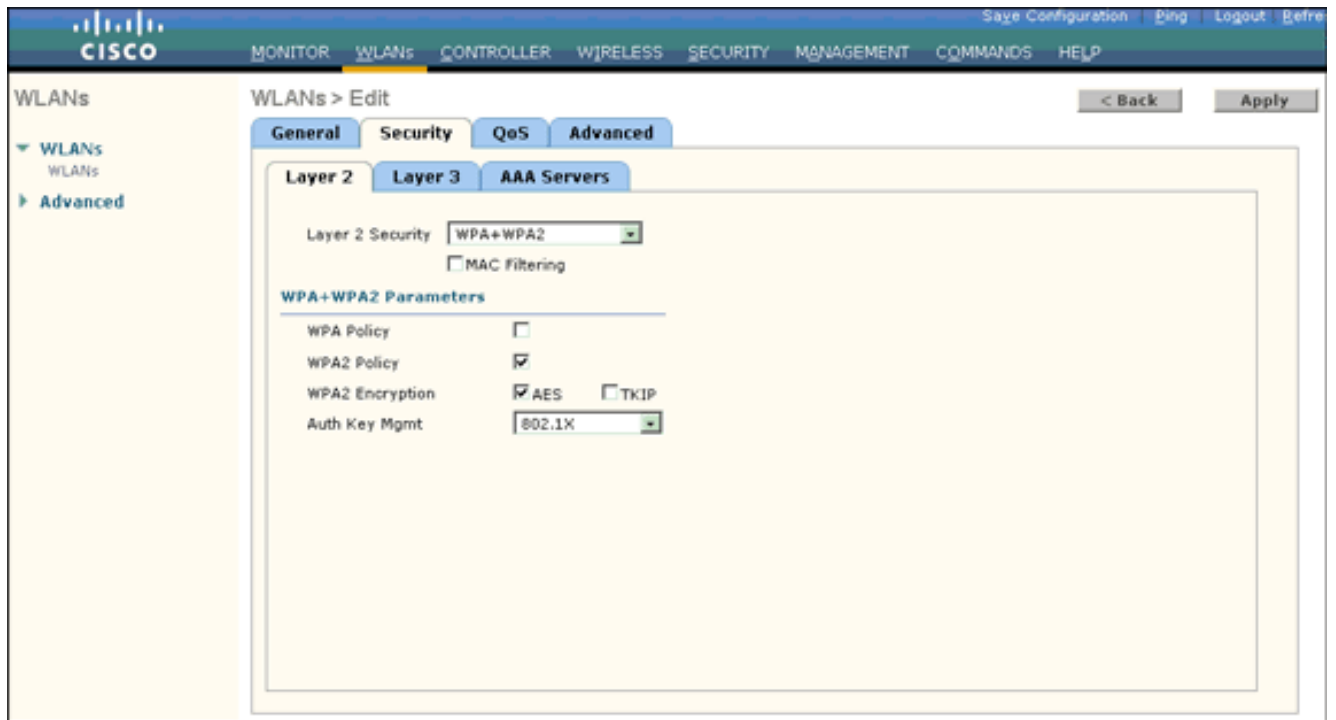 Save Configuration Ping Logout Refre
CISCO MONITOR WLANs CONTROLLER WIRELESS SECURITY MANAGEMENT COMMANDS HELP
WLANs
WLANs
WLANs
Advanced
WLANs > Edit
< Back Apply
General Security QoS Advanced
Layer 2 Layer 3 AAA Servers
Layer 2 Security WPA+WPA2
MAC Filtering
WPA+WPA2 Parameters
WPA Policy
WPA2 Policy
WPA2 Encryption AES TKIP
Auth Key Mgmt 802.1X